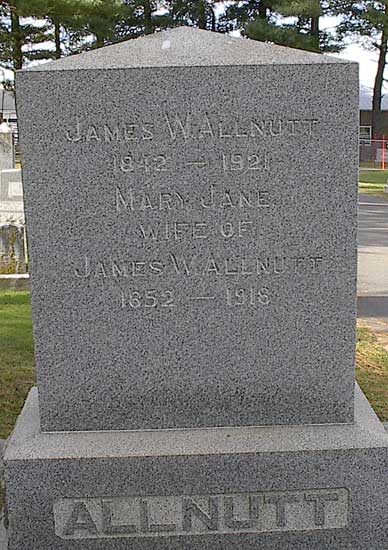 JAMES W. ALLNUTT
1842 — 1921
MARY JANE
WIFE OF
JAMES W. ALLNUTT
1852 — 1918
ALLNUTT